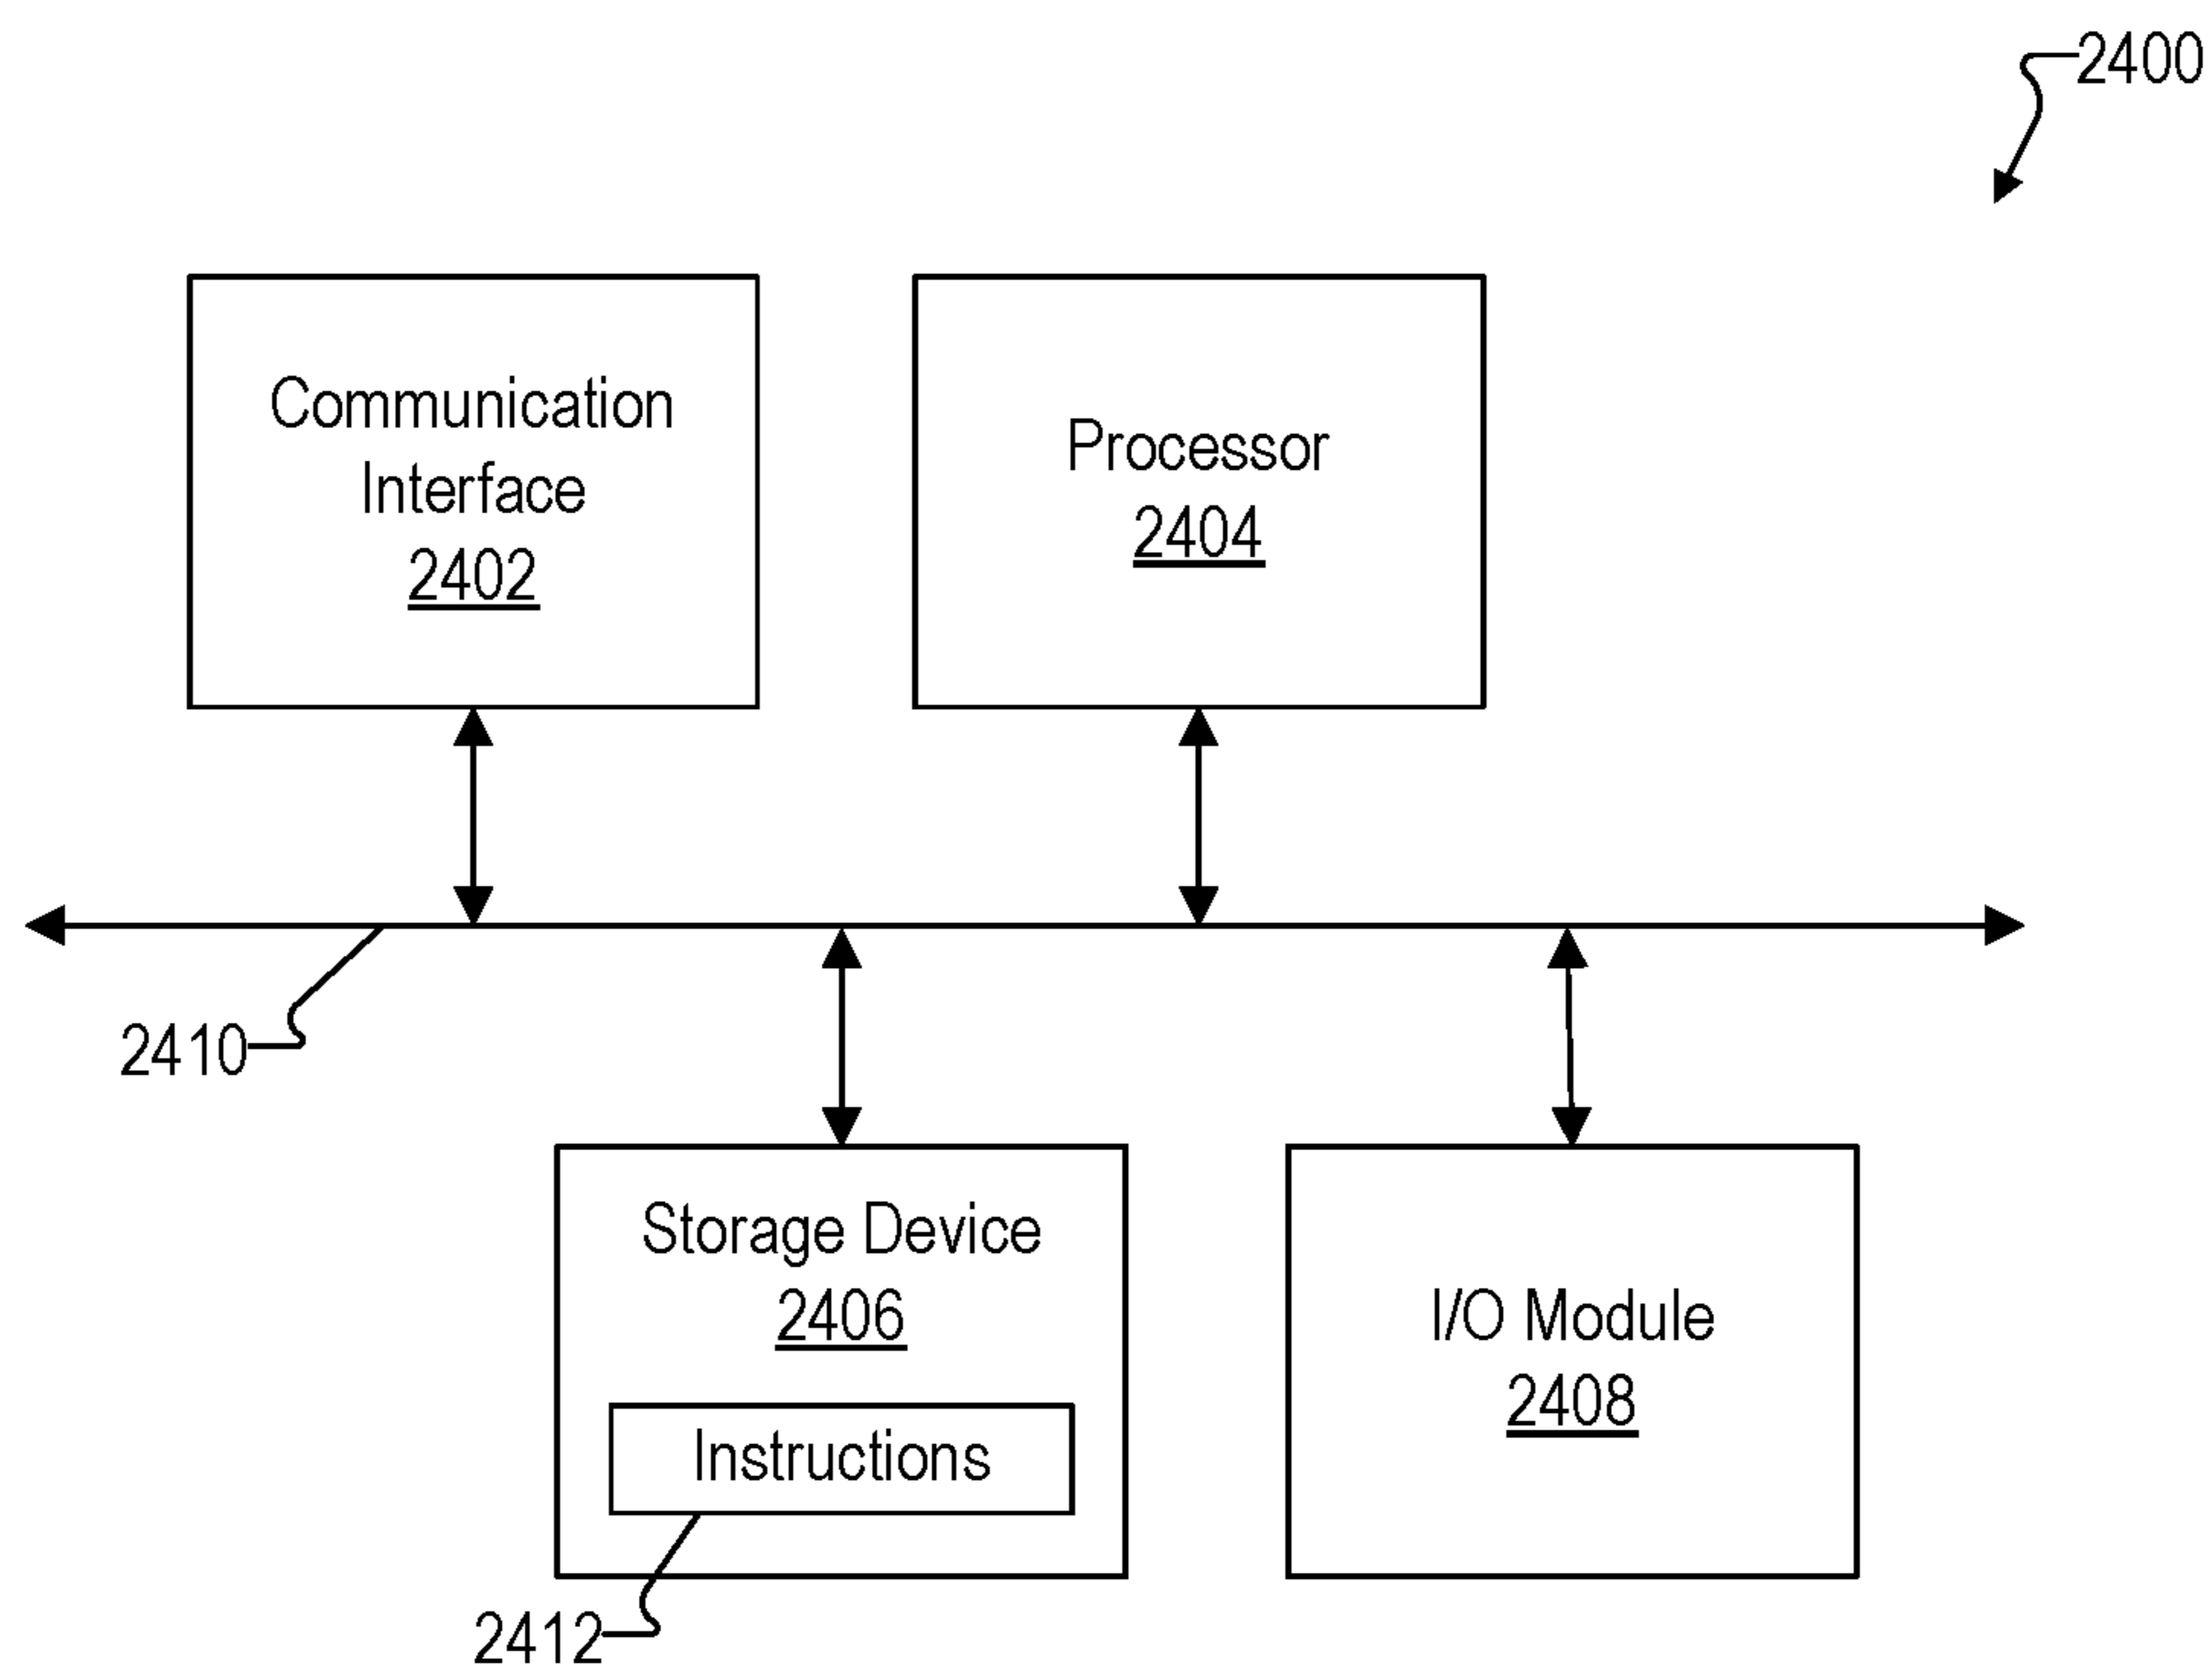 2400
Communication
Interface
2402
Processor
2404
2410
Storage Device
2406
Instructions
2412
I/O Module
2408